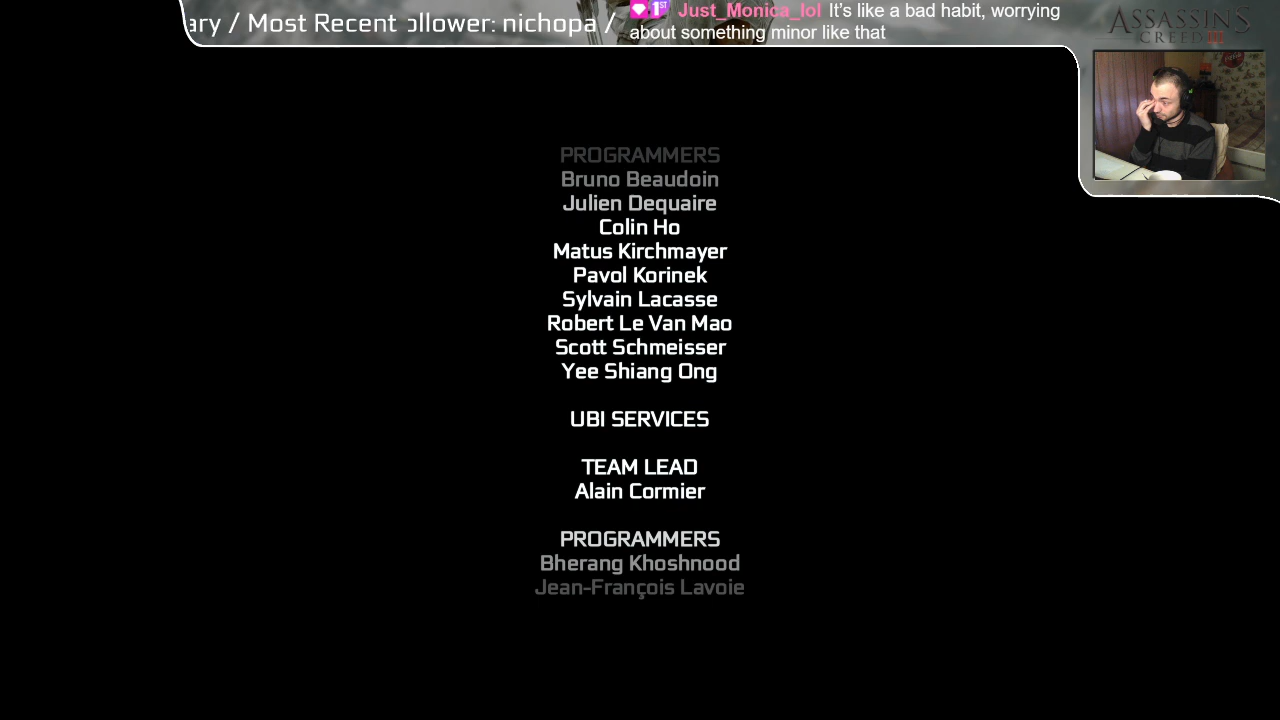 ary / Most Recent ollower: nichopa /
1ST Just_Monica_lol It's like a bad habit, worrying
about something minor like that
ASSASSIN'S
CREED III
PROGRAMMERS
Bruno Beaudoin
Julien Dequaire
Colin Ho
Matus Kirchmayer
Pavol Korinek
Sylvain Lacasse
Robert Le Van Mao
Scott Schmeisser
Yee Shiang Ong
UBI SERVICES
TEAM LEAD
Alain Cormier
PROGRAMMERS
Bherang Khoshnood
Jean-François Lavoie